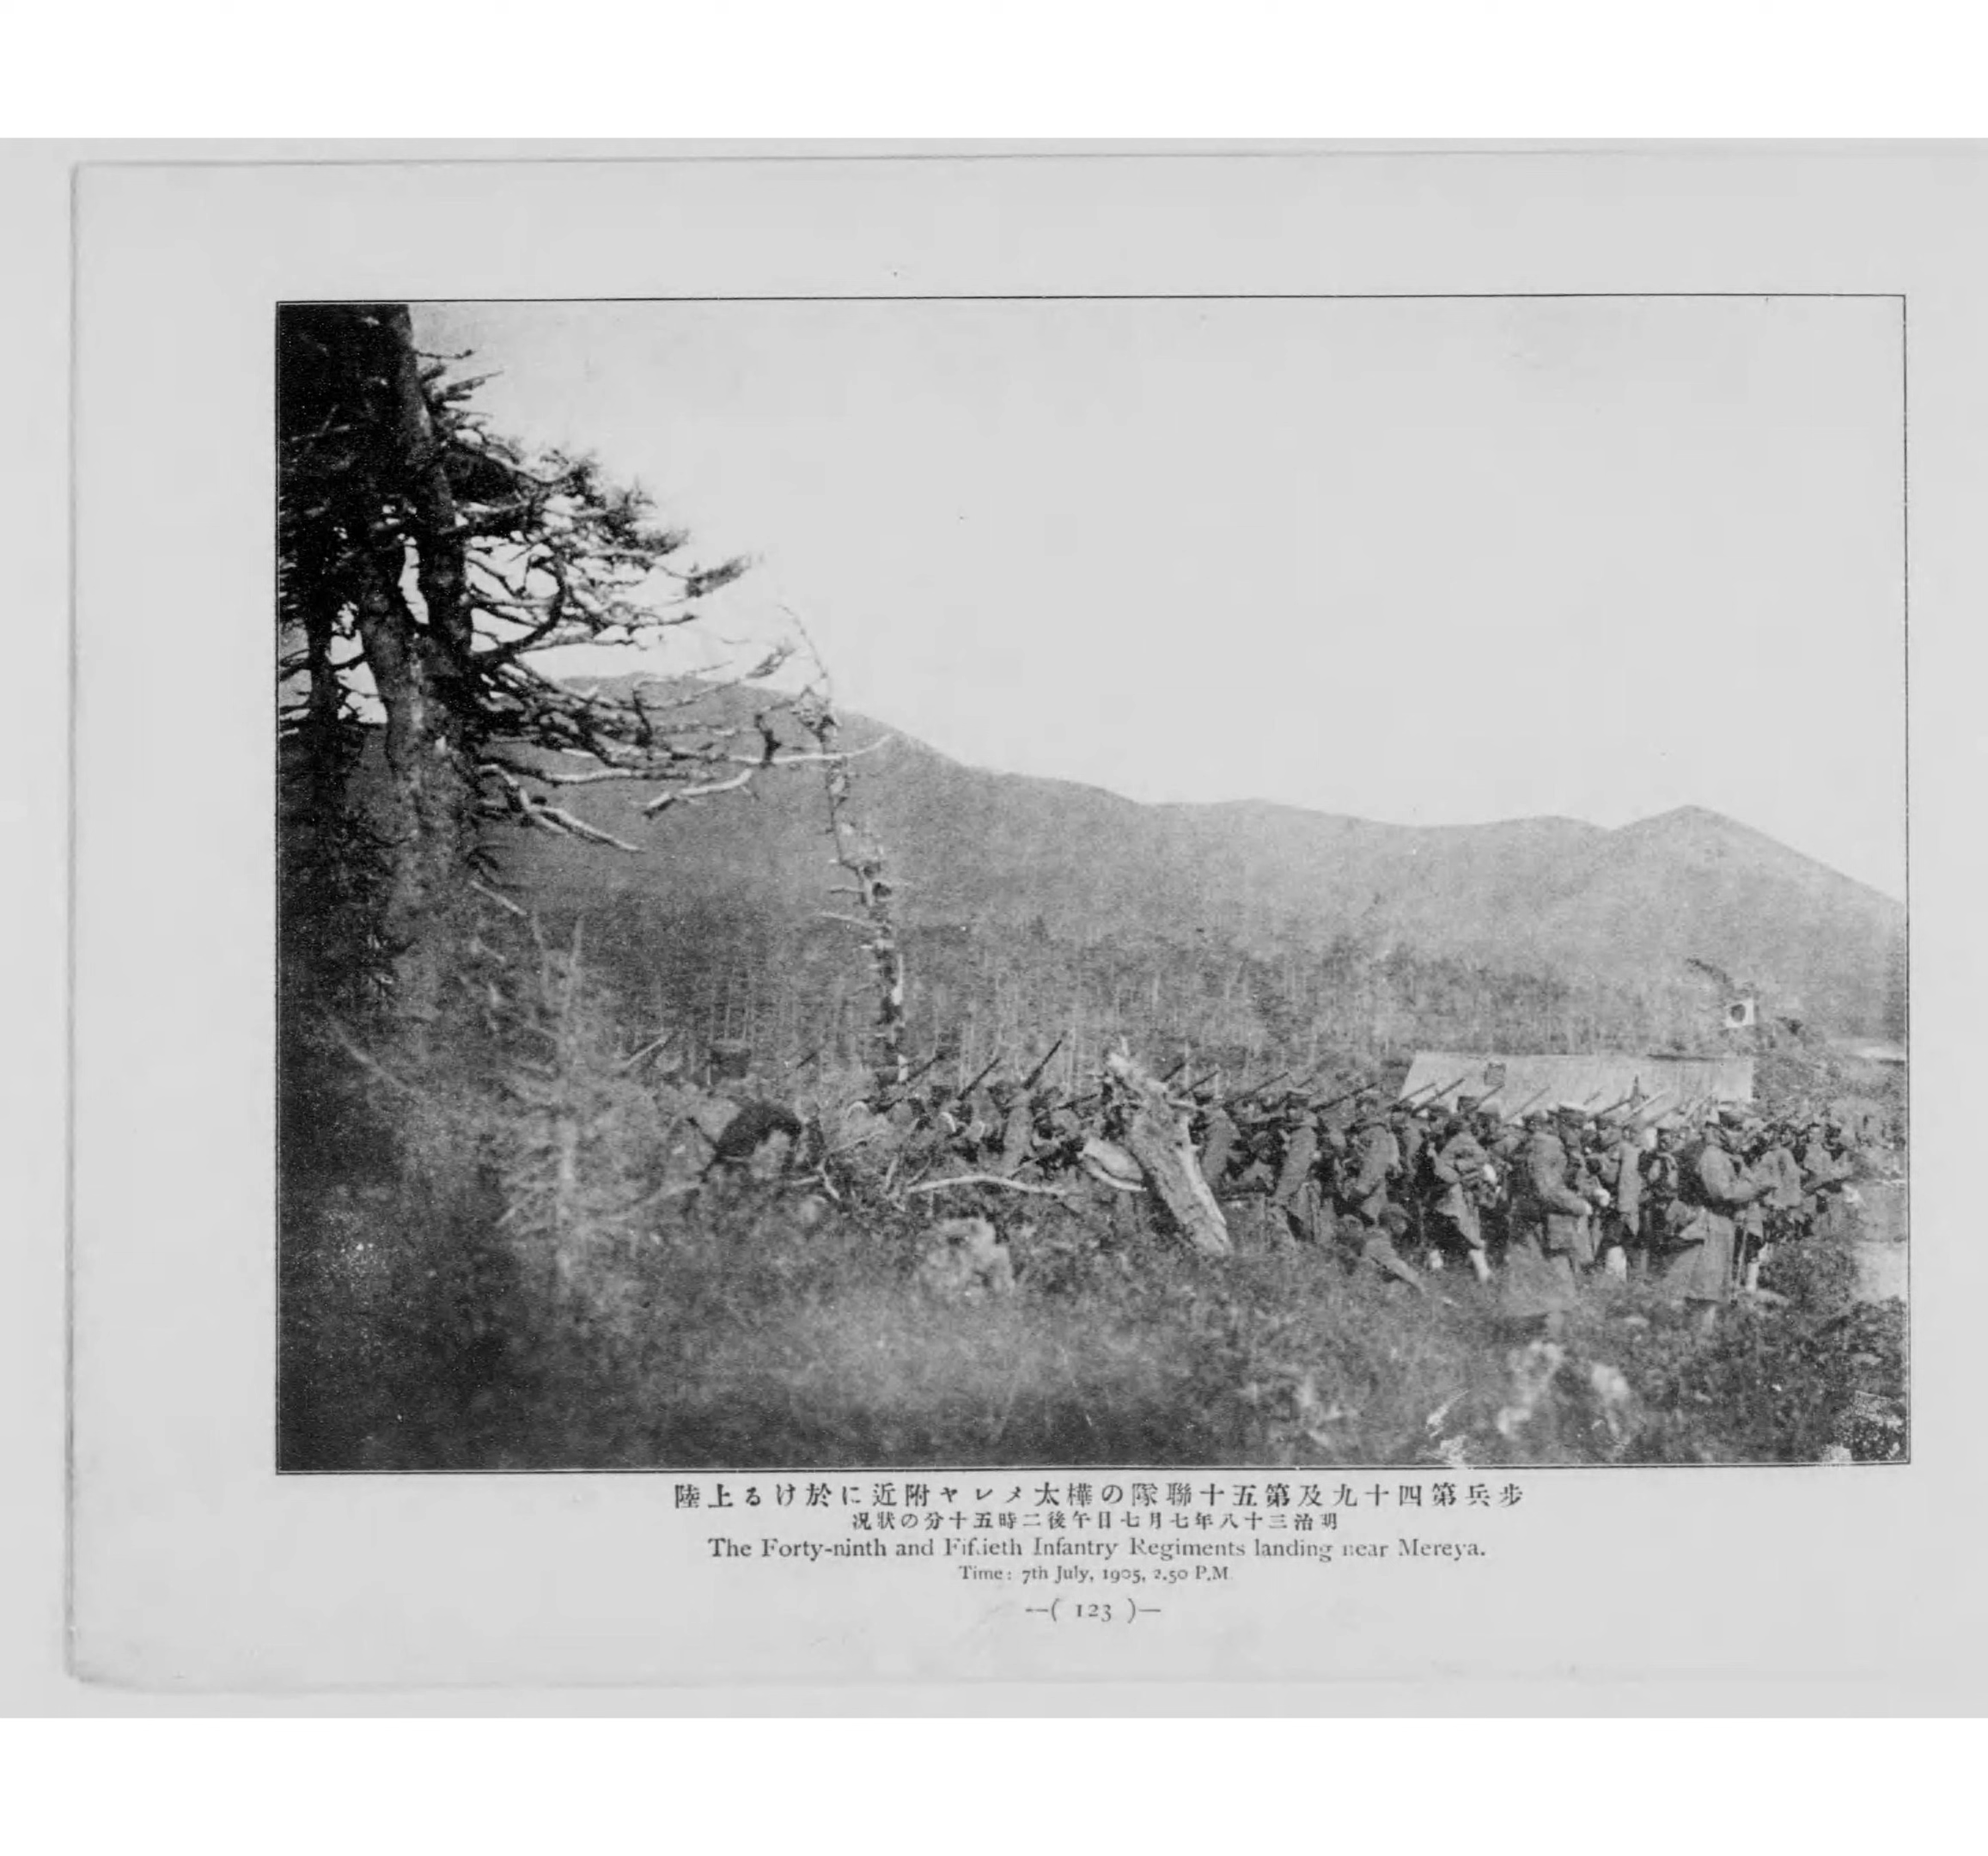 歩兵第四十九及第五十聯隊の樺太メレヤ附近に於ける上陸
明治三十八年七月七日午後二時五十分の狀况
The Forty-ninth and Fiftieth Infantry Regiments landing near Mereya.
Time: 7th July, 1905, 2.50 P.M.
—( 123 )—